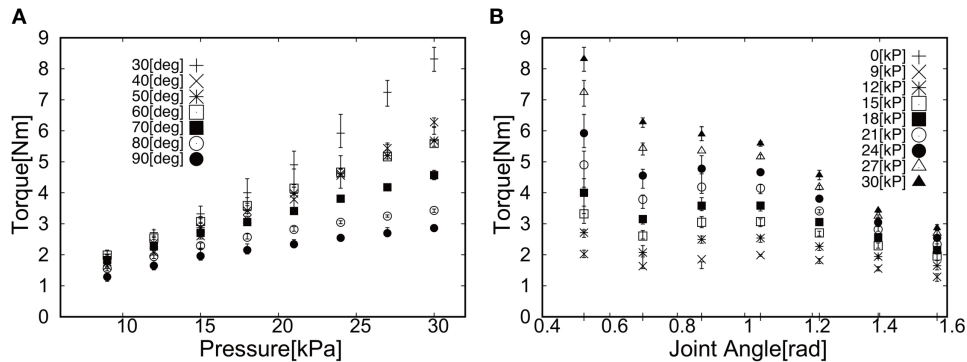 A
B
Torque[Nm]
9
8
7
6
5
4
3
2
1
0
30[deg]
40[deg]
50[deg]
60[deg]
70[deg]
80[deg]
90[deg]
10
15
20
25
30
Pressure[kPa]
Torque[Nm]
9
8
7
6
5
4
3
2
1
0
0[kP]
9[kP]
12[kP]
15[kP]
18[kP]
21[kP]
24[kP]
27[kP]
30[kP]
0.4
0.6
0.8
1
1.2
1.4
1.6
Joint Angle[rad]